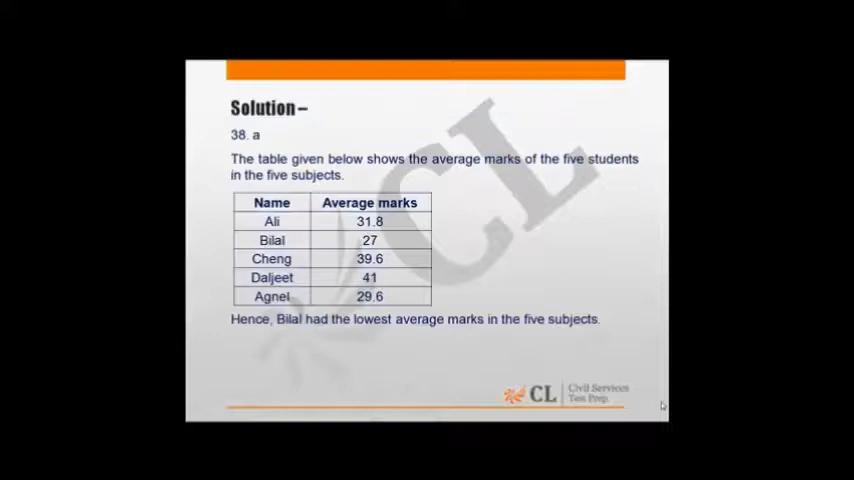 Solution –
38. a
The table given below shows the average marks of the five students
in the five subjects.
Name Average marks
Ali 31.8
Bilal 27
Cheng 39.6
Daljeet 41
Agnel 29.6
Hence, Bilal had the lowest average marks in the five subjects.
CL
CL Civil Services
Test Prep.